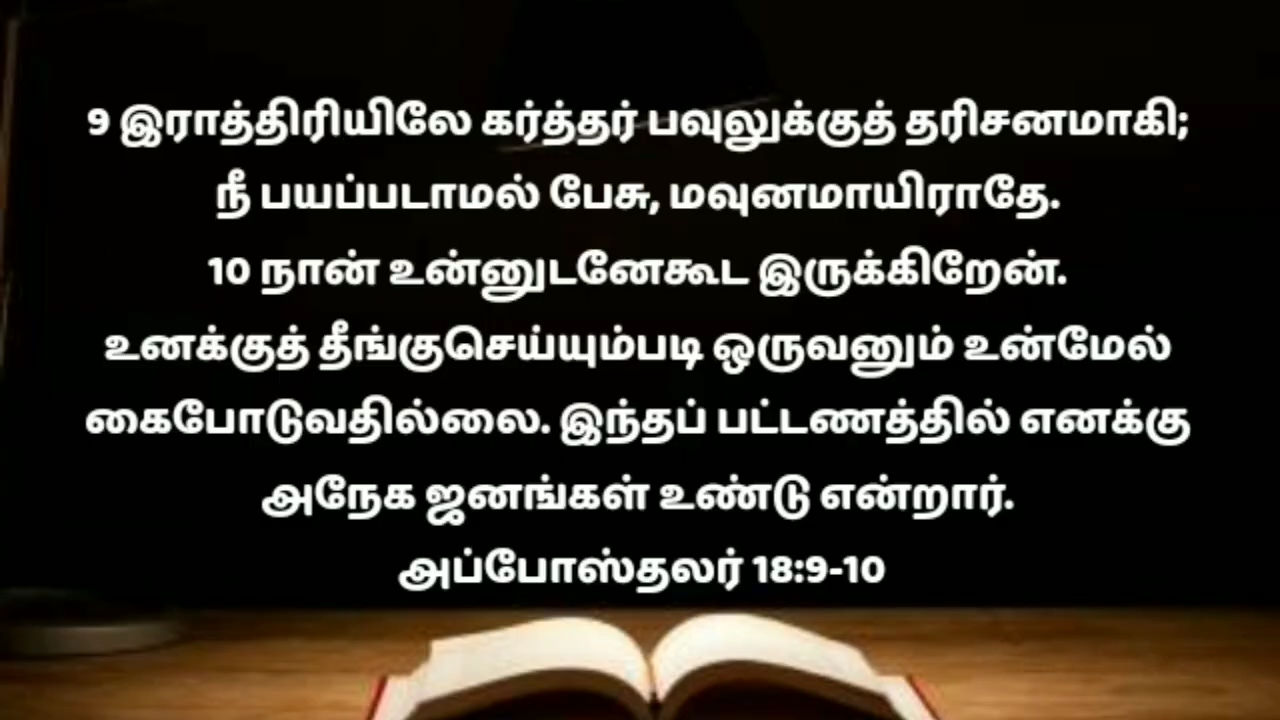 9 இராத்திரியிலே கர்த்தர் பவுலுக்குத் தரிசனமாகி;
நீ பயப்படாமல் பேசு, மவுனமாயிராதே.
10 நான் உன்னுடனேகூட இருக்கிறேன்.
உனக்குத் தீங்குசெய்யும்படி ஒருவனும் உன்மேல்
கைபோடுவதில்லை. இந்தப் பட்டணத்தில் எனக்கு
அநேக ஜனங்கள் உண்டு என்றார்.
அப்போஸ்தலர் 18:9-10